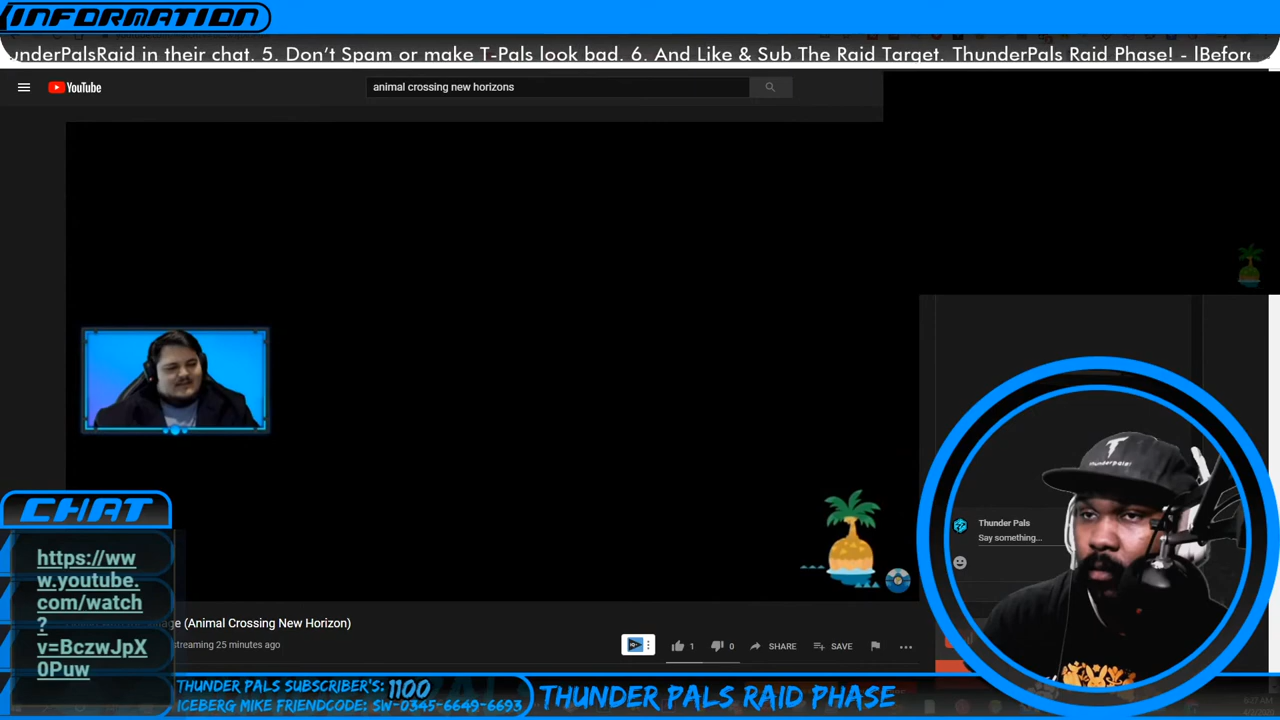 INFORMATION
underPalsRaid in their chat. 5. Don't Spam or make T-Pals look bad. 6. And Like & Sub The Raid Target. ThunderPals Raid Phase! - lBefore
YouTube
animal crossing new horizons
Thunder Pals
Say something...
CHAT
https://ww
w.youtube.
com/watch
?
v=BczwJpX
0Puw
(Animal Crossing New Horizon)
streaming 25 minutes ago
1
0
SHARE
SAVE
THUNDER PALS SUBSCRIBER'S: 1100
ICEBERG MIKE FRIENDCODE: SW-0345-6649-6693
THUNDER PALS RAID PHASE
thunderpals!